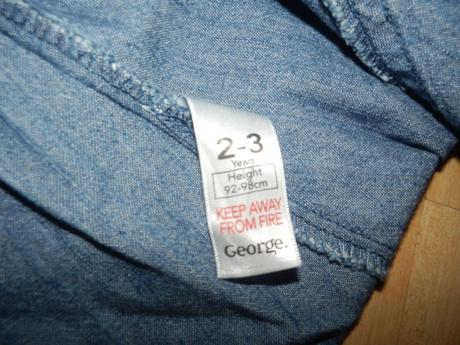 2-3
Years
Height
92-98cm
KEEP AWAY
FROM FIRE
George.